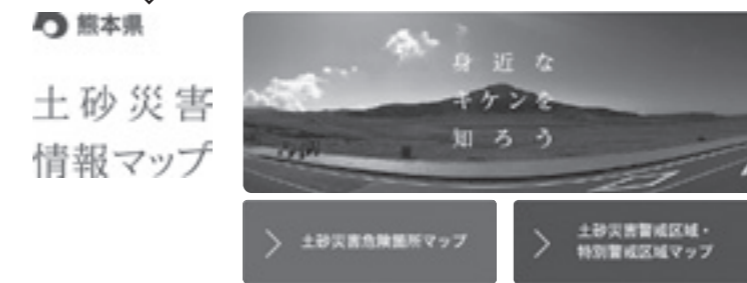 熊本県
土砂災害
情報マップ
身近な
キケンを
知ろう
土砂災害危険箇所マップ
土砂災害警戒区域・
特別警戒区域マップ